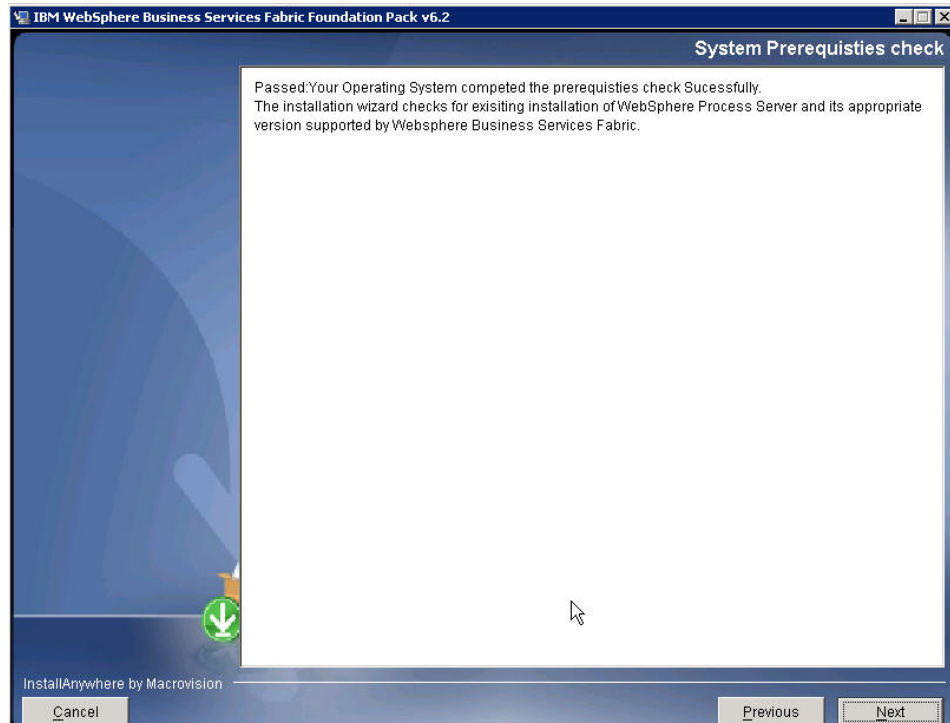 IBM WebSphere Business Services Fabric Foundation Pack v6.2
System Prerequisties check
Passed:Your Operating System competed the prerequisties check Sucessfully.
The installation wizard checks for exisiting installation of WebSphere Process Server and its appropriate
version supported by Websphere Business Services Fabric.
InstallAnywhere by Macrovision
Cancel
Previous
Next